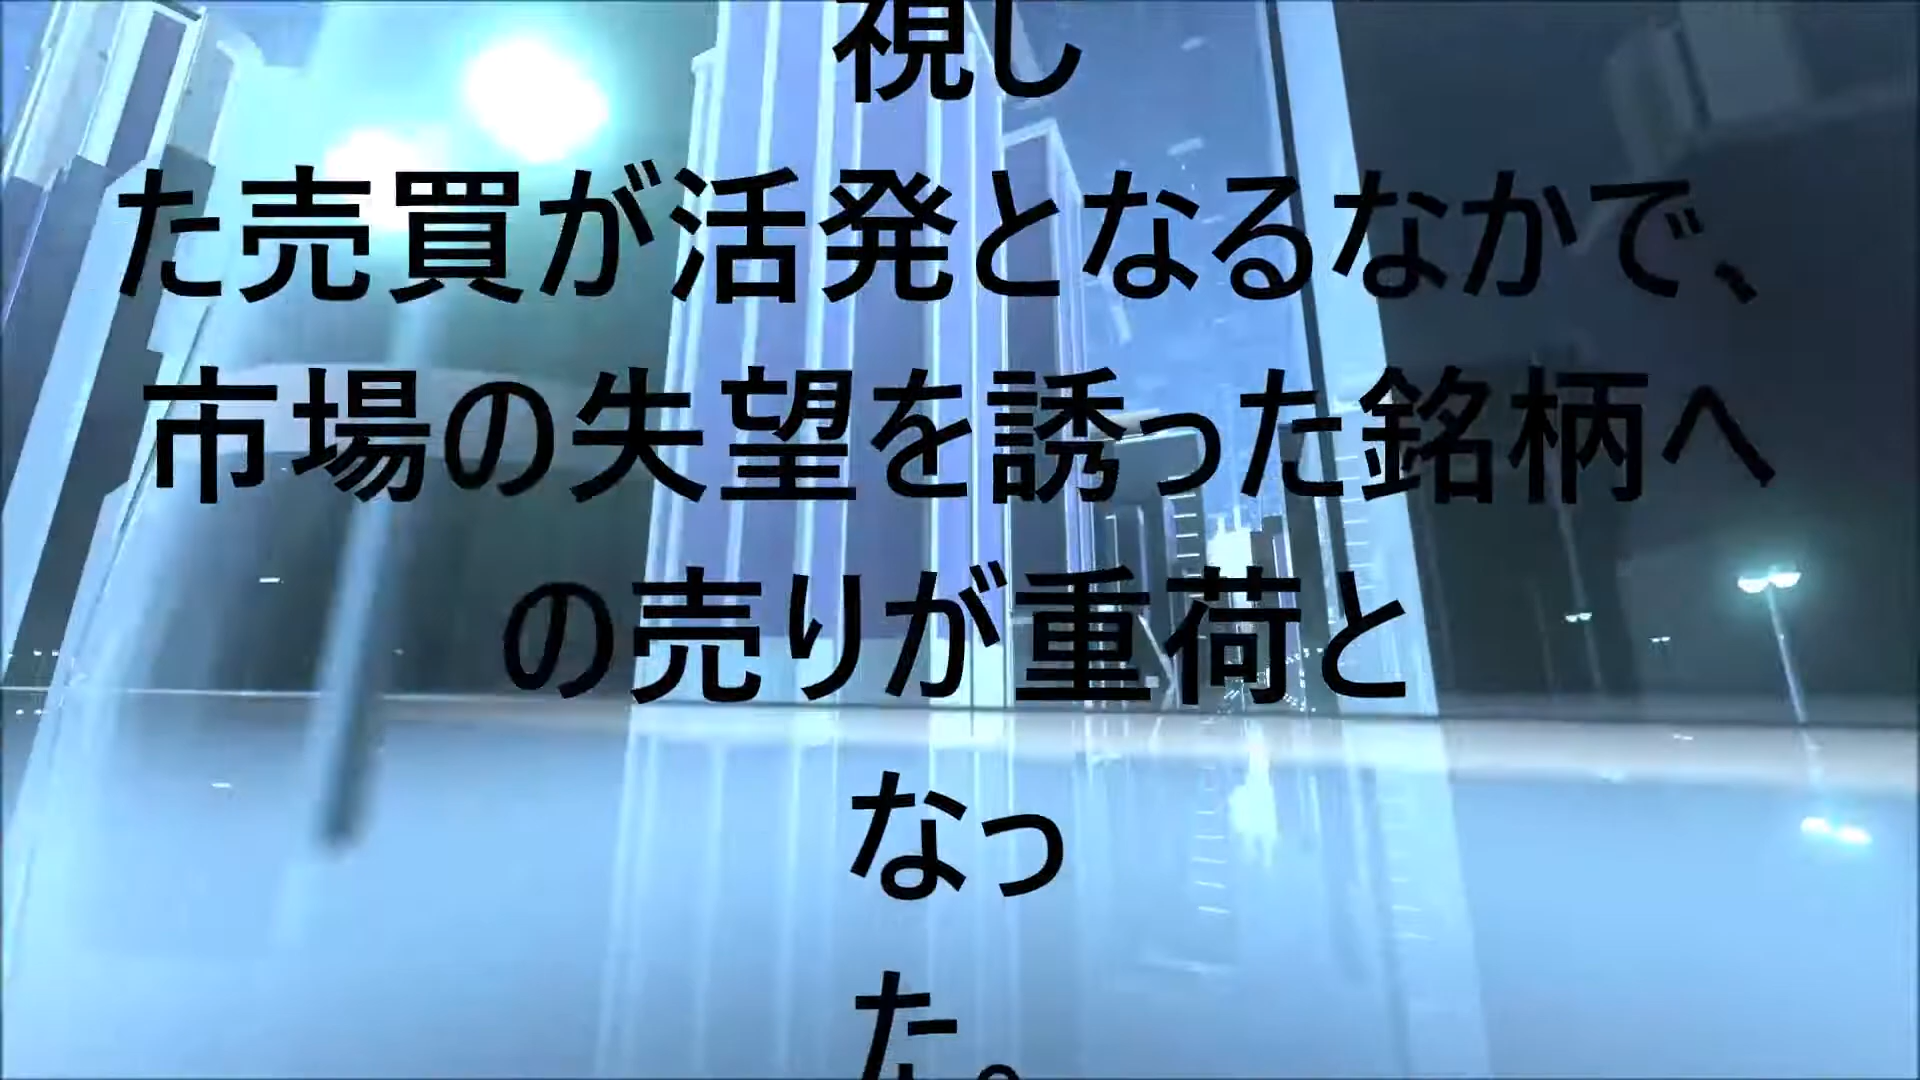 視し
た売買が活発となるなかで、
市場の失望を誘った銘柄へ
の売りが重荷と
なっ
た。